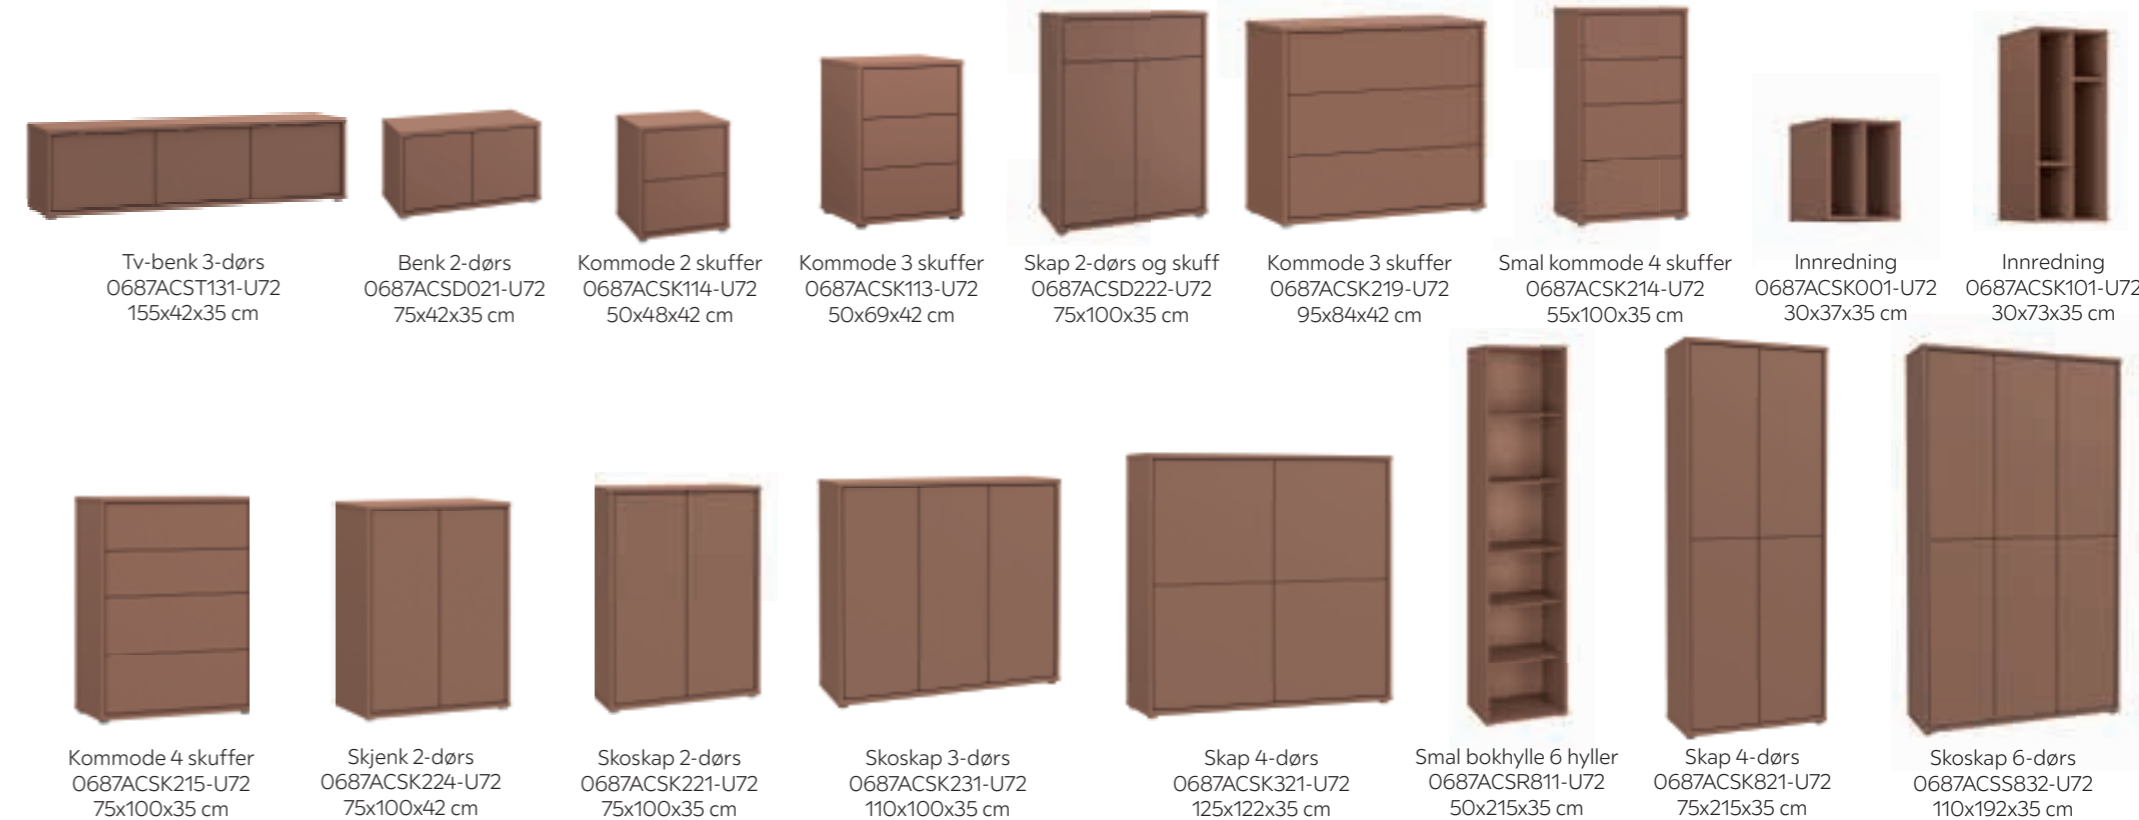 Tv-benk 3-dørs
0687ACST131-U72
155x42x35 cm
Benk 2-dørs
0687ACSD021-U72
75x42x35 cm
Kommode 2 skuffer
0687ACSK114-U72
50x48x42 cm
Kommode 3 skuffer
0687ACSK113-U72
50x69x42 cm
Skap 2-dørs og skuff
0687ACSD222-U72
75x100x35 cm
Kommode 3 skuffer
0687ACSK219-U72
95x84x42 cm
Smal kommode 4 skuffer
0687ACSK214-U72
55x100x35 cm
Innredning
0687ACSK001-U72
30x37x35 cm
Innredning
0687ACSK101-U72
30x73x35 cm
Kommode 4 skuffer
0687ACSK215-U72
75x100x35 cm
Skjenk 2-dørs
0687ACSK224-U72
75x100x42 cm
Skoskap 2-dørs
0687ACSK221-U72
75x100x35 cm
Skoskap 3-dørs
0687ACSK231-U72
110x100x35 cm
Skap 4-dørs
0687ACSK321-U72
125x122x35 cm
Smal bokhylle 6 hyller
0687ACSR811-U72
50x215x35 cm
Skap 4-dørs
0687ACSK821-U72
75x215x35 cm
Skoskap 6-dørs
0687ACSS832-U72
110x192x35 cm